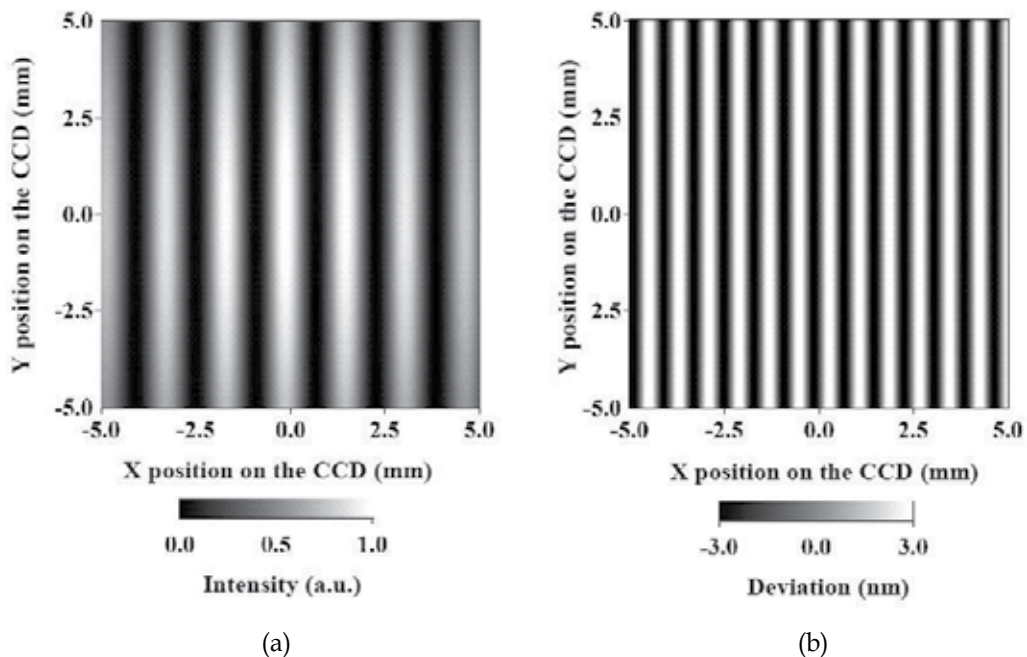 5.0
2.5
0.0
-2.5
-5.0
Y position on the CCD (mm)
-5.0 -2.5 0.0 2.5 5.0
X position on the CCD (mm)
0.0 0.5 1.0
Intensity (a.u.)
(a)
5.0
2.5
0.0
2.5
-5.0
Y position on the CCD (mm)
-5.0 -2.5 0.0 2.5 5.0
X position on the CCD (mm)
-3.0 0.0 3.0
Deviation (nm)
(b)